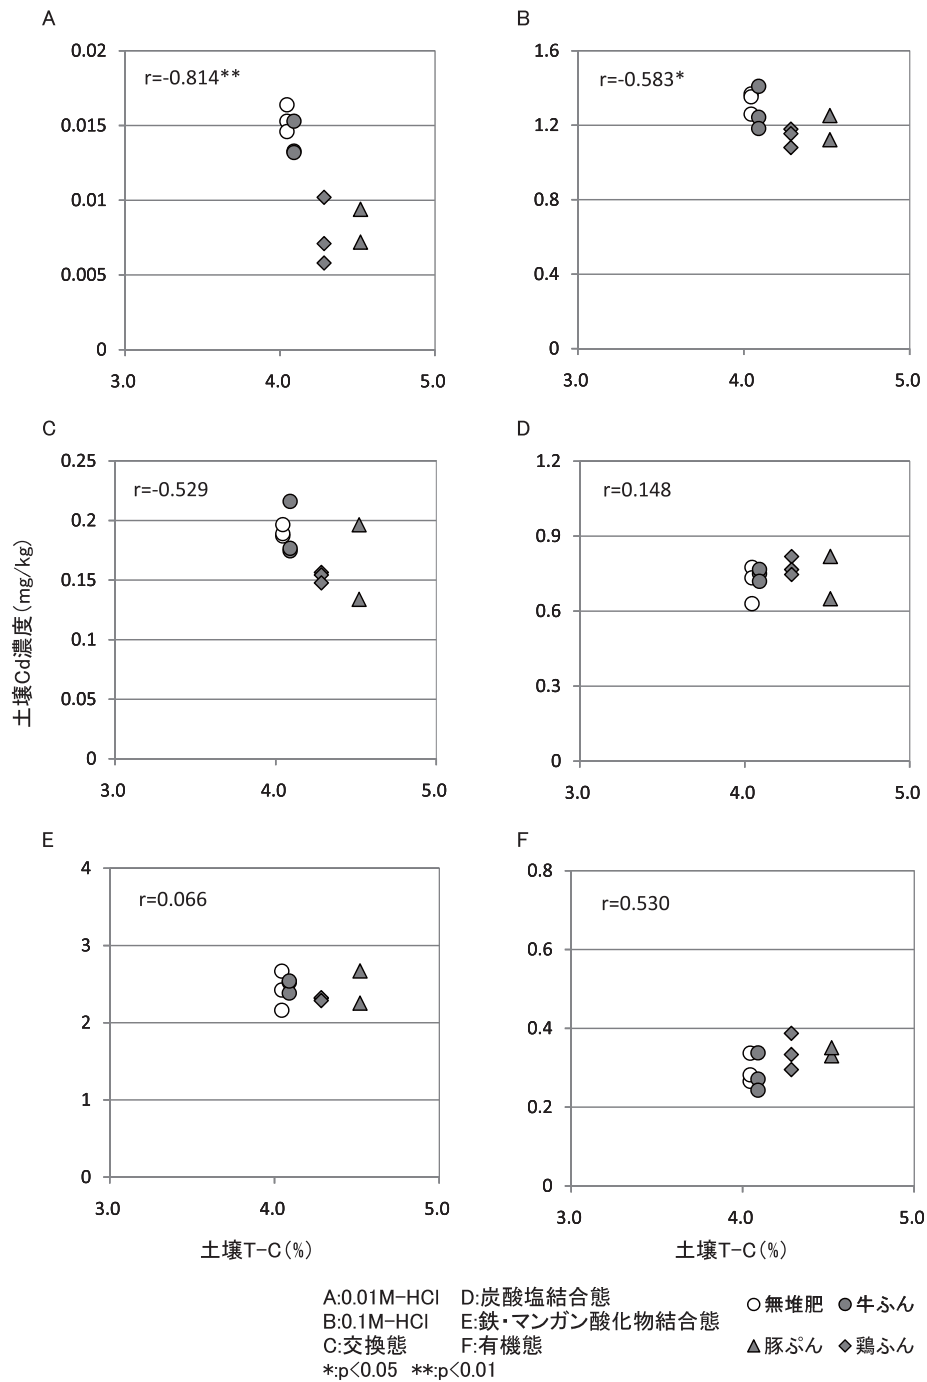 A
0.02
0.015
0.01
0.005
0
r=-0.814**
3.0 4.0 5.0
B
1.6
1.2
0.8
0.4
0
r=-0.583*
3.0 4.0 5.0
C
0.25
0.2
0.15
0.1
0.05
0
r=-0.529
3.0 4.0 5.0
D
1.2
0.9
0.6
0.3
0
r=0.148
3.0 4.0 5.0
土壌Cd濃度(mg/kg)
E
4
3
2
1
0
r=0.066
3.0 4.0 5.0
土壌T-C(%)
F
0.8
0.6
0.4
0.2
0
r=0.530
3.0 4.0 5.0
土壌T-C(%)
A:0.01M-HCl D:炭酸塩結合態
B:0.1M-HCl E:鉄・マンガン酸化物結合態
C:交換態 F:有機態
*:p<0.05 **:p<0.01
無堆肥 牛ふん
豚ぷん 鶏ふん